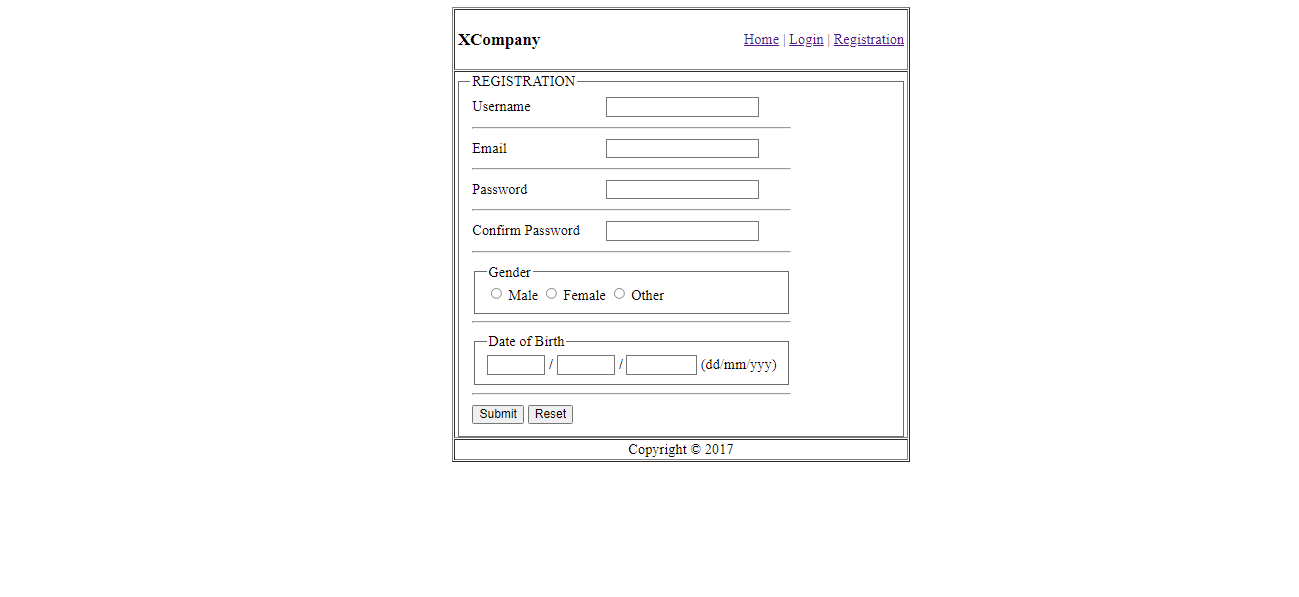 XCompany Home | Login | Registration
REGISTRATION
Username
Email
Password
Confirm Password
Gender
Male Female Other
Date of Birth
/ / (dd/mm/yyy)
Submit Reset
Copyright © 2017